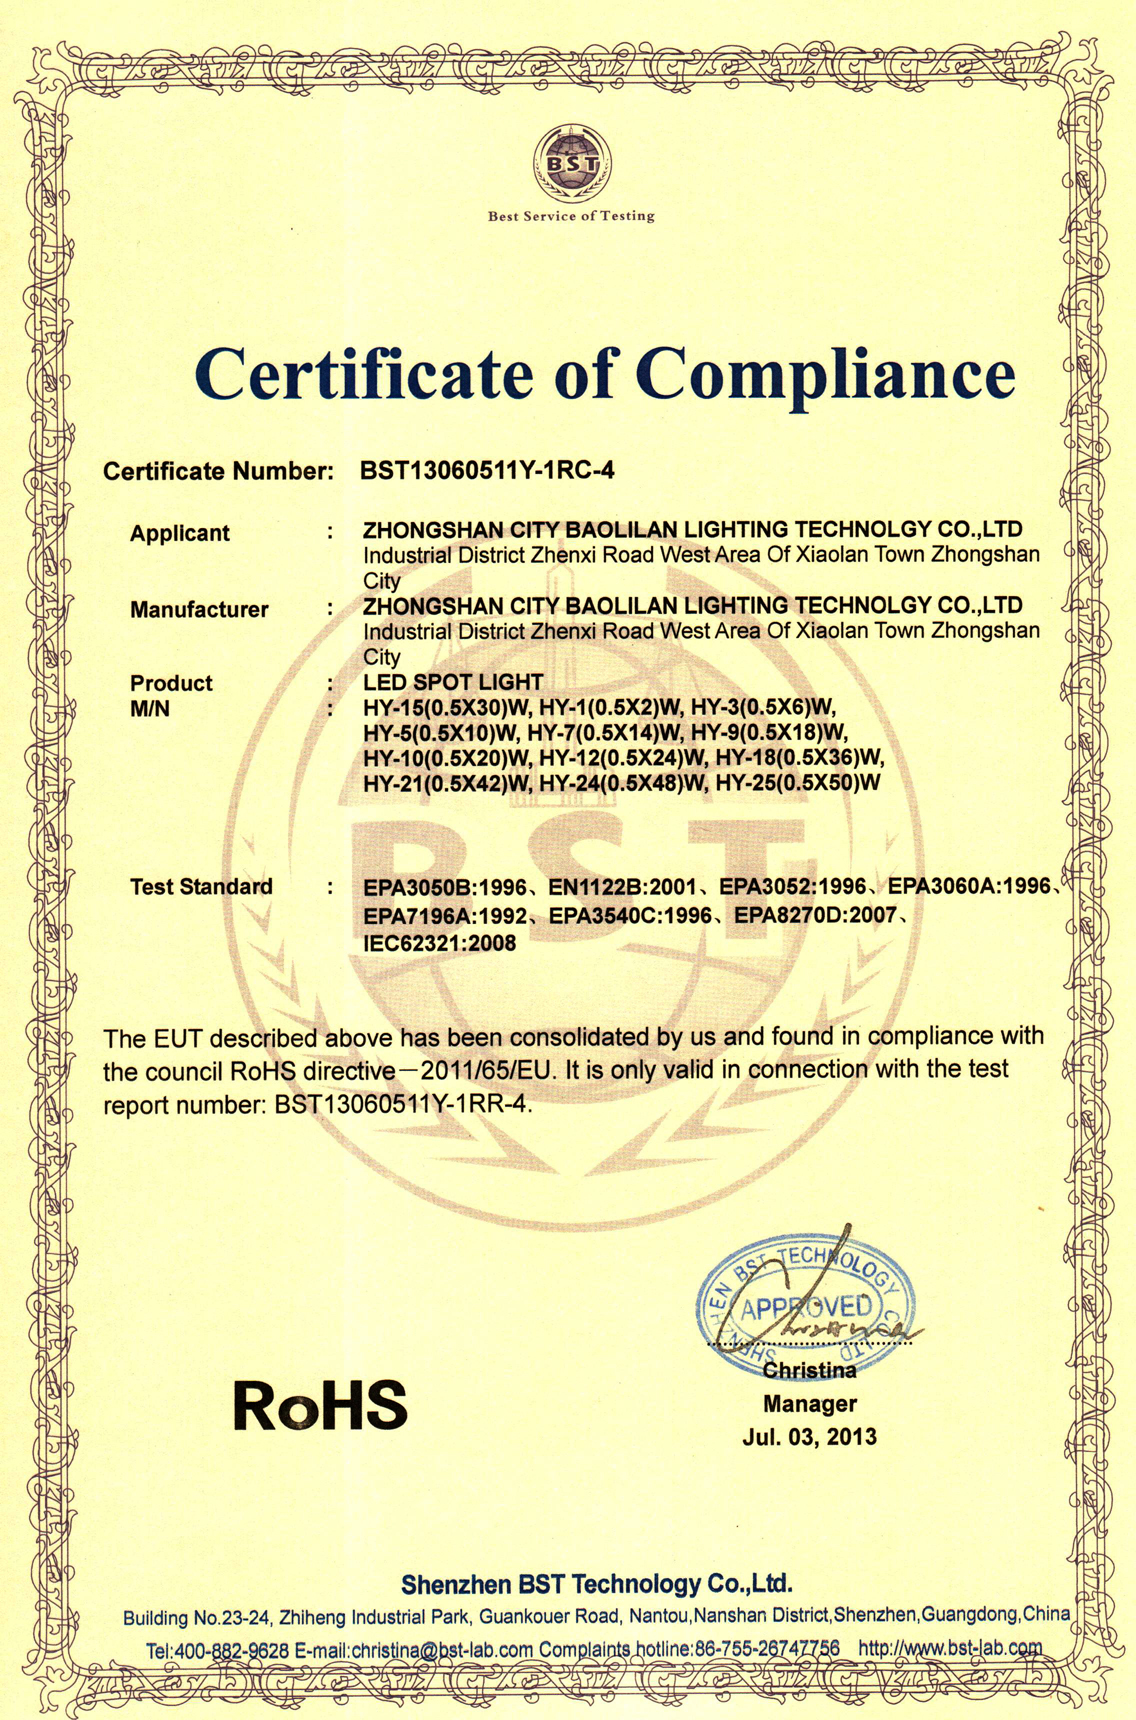 BST
Best Service of Testing
Certificate of Compliance
Certificate Number: BST13060511Y-1RC-4
Applicant : ZHONGSHAN CITY BAOLILAN LIGHTING TECHNOLGY CO.,LTD
Industrial District Zhenxi Road West Area Of Xiaolan Town Zhongshan
City
Manufacturer : ZHONGSHAN CITY BAOLILAN LIGHTING TECHNOLGY CO.,LTD
Industrial District Zhenxi Road West Area Of Xiaolan Town Zhongshan
City
Product : LED SPOT LIGHT
M/N : HY-15(0.5X30)W, HY-1(0.5X2)W, HY-3(0.5X6)W,
HY-5(0.5X10)W, HY-7(0.5X14)W, HY-9(0.5X18)W,
HY-10(0.5X20)W, HY-12(0.5X24)W, HY-18(0.5X36)W,
HY-21(0.5X42)W, HY-24(0.5X48)W, HY-25(0.5X50)W
BST
Test Standard : EPA3050B:1996、EN1122B:2001、EPA3052:1996、EPA3060A:1996、
EPA7196A:1992、EPA3540C:1996、EPA8270D:2007、
IEC62321:2008
The EUT described above has been consolidated by us and found in compliance with
the council RoHS directive—2011/65/EU. It is only valid in connection with the test
report number: BST13060511Y-1RR-4.
SHENZHEN BST TECHNOLOGY CO LTD
APPROVED
Christina
Christina
Manager
Jul. 03, 2013
RoHS
Shenzhen BST Technology Co.,Ltd.
Building No.23-24, Zhiheng Industrial Park, Guankouer Road, Nantou,Nanshan District,Shenzhen,Guangdong,China
Tel:400-882-9628 E-mail:christina@bst-lab.com Complaints hotline:86-755-26747756 http://www.bst-lab.com